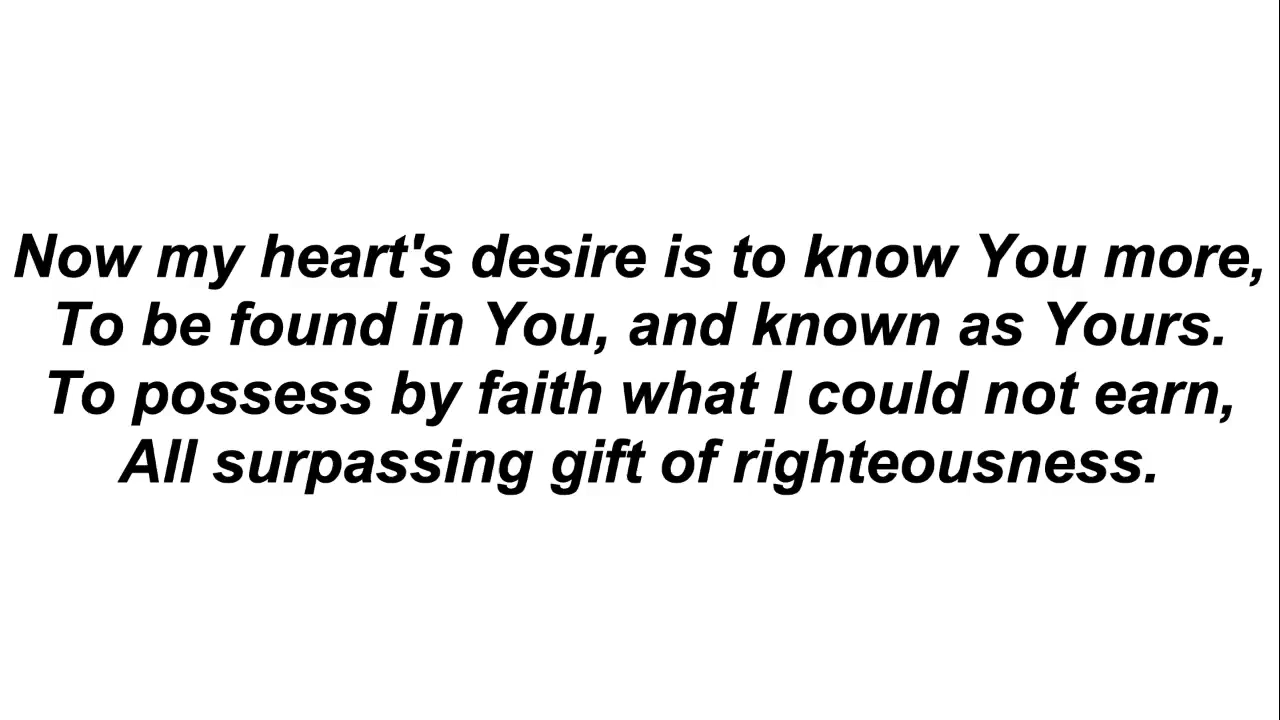 Now my heart's desire is to know You more,
To be found in You, and known as Yours.
To possess by faith what I could not earn,
All surpassing gift of righteousness.